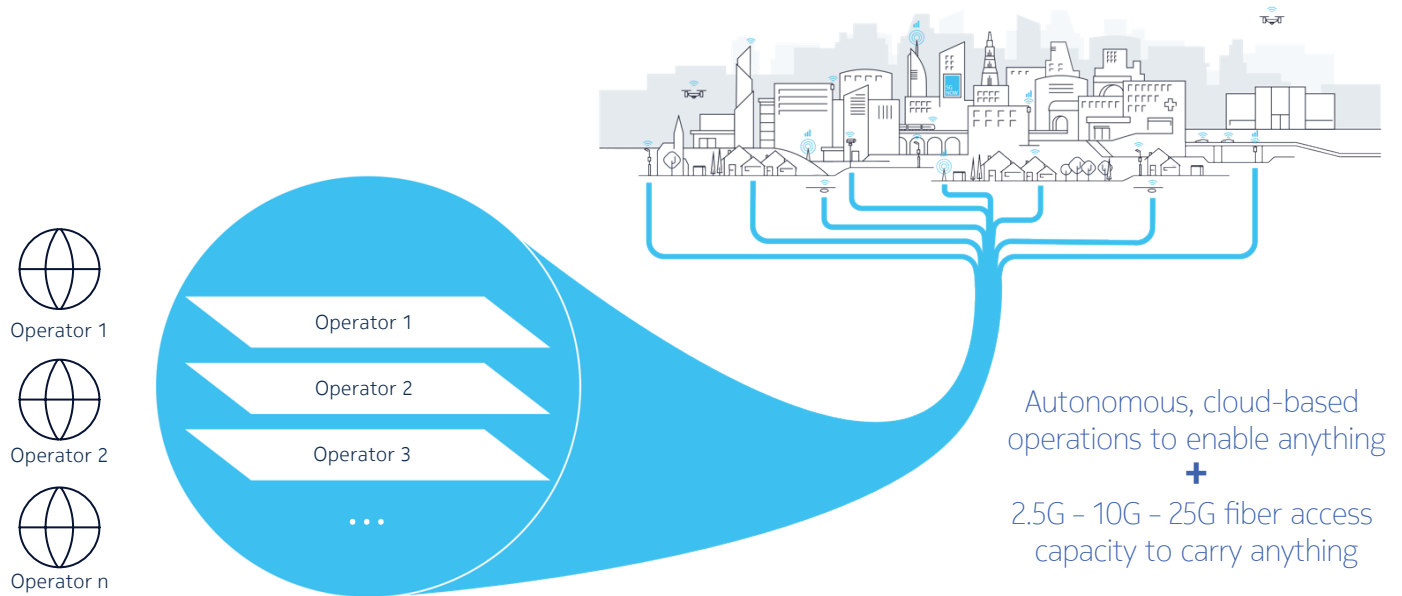 Operator 1
Operator 2
Operator n
Operator 1
Operator 2
Operator 3
...
Autonomous, cloud-based
operations to enable anything
+
2.5G – 10G – 25G fiber access
capacity to carry anything